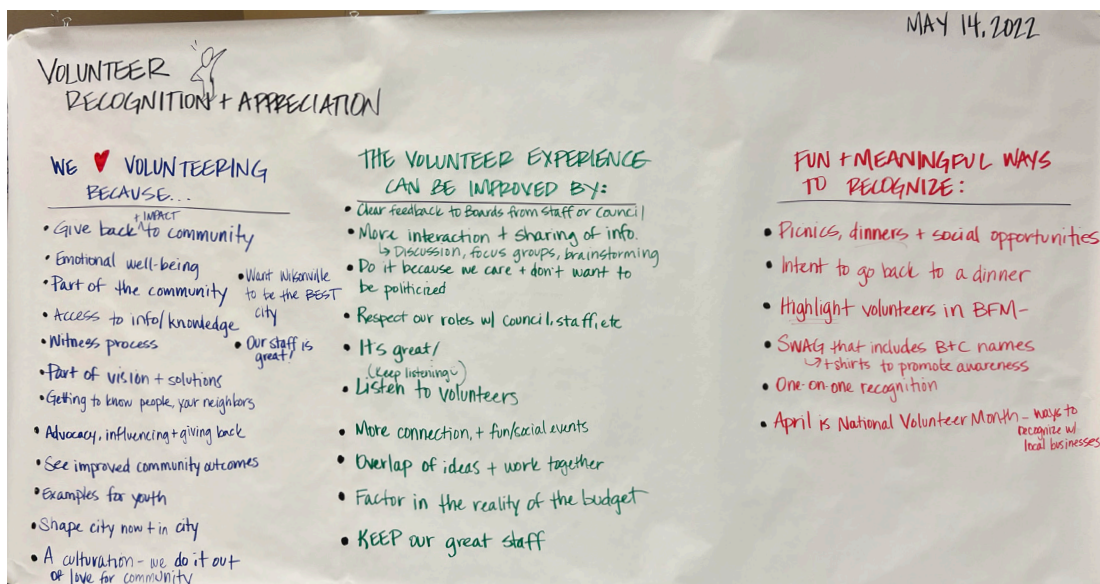 MAY 14, 2022
VOLUNTEER
RECOGNITION + APPRECIATION
WE ♥ VOLUNTEERING
BECAUSE...
+ IMPACT
• Give back ^ to community
• Emotional well-being
• Part of the community
• Access to info/knowledge
• Witness process
• Part of vision + solutions
• Getting to know people, your neighbors
• Advocacy, influencing + giving back
• See improved community outcomes
• Examples for youth
• Shape city now + in city
• A culturation - we do it out
of love for community
• Want Wilsonville
to be the BEST
city
• Our staff is
great!
THE VOLUNTEER EXPERIENCE
CAN BE IMPROVED BY:
• Clear feedback to Boards from staff or Council
• More interaction + sharing of info.
↳ Discussion, focus groups, brainstorming
• Do it because we care + don't want to
be politicized
• Respect our roles w/ council, staff, etc
• It's great!
(Keep listening)
• Listen to volunteers
• More connection, + fun/social events
• Overlap of ideas + work together
• Factor in the reality of the budget
• KEEP our great staff
FUN + MEANINGFUL WAYS
TO RECOGNIZE:
• Picnics, dinners + social opportunities
• Intent to go back to a dinner
• Highlight volunteers in BFM-
• SWAG that includes B+C names
↳ t shirts to promote awareness
• One-on-one recognition
• April is National Volunteer Month - ways to
recognize w/
local businesses